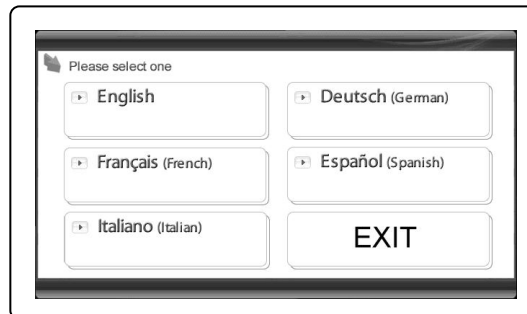 Please select one
English
Deutsch (German)
Français (French)
Español (Spanish)
Italiano (Italian)
EXIT